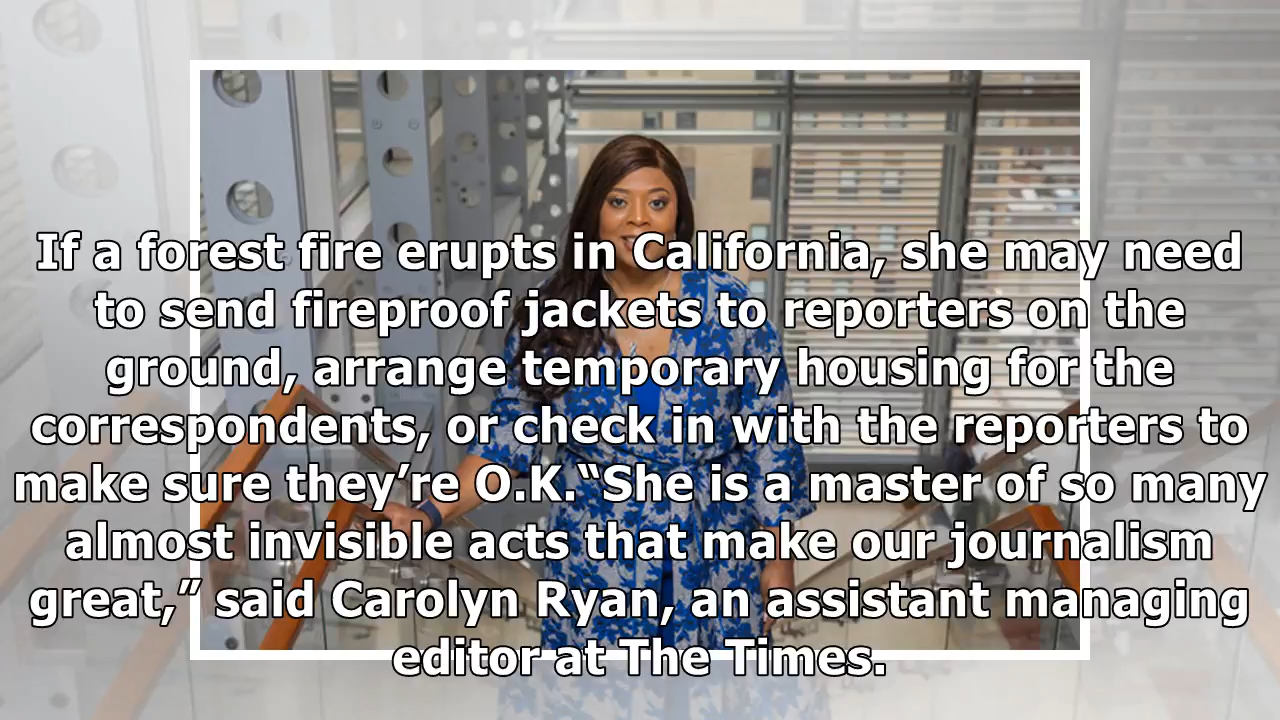 If a forest fire erupts in California, she may need
to send fireproof jackets to reporters on the
ground, arrange temporary housing for the
correspondents, or check in with the reporters to
make sure they’re O.K.“She is a master of so many
almost invisible acts that make our journalism
great,” said Carolyn Ryan, an assistant managing
editor at The Times.